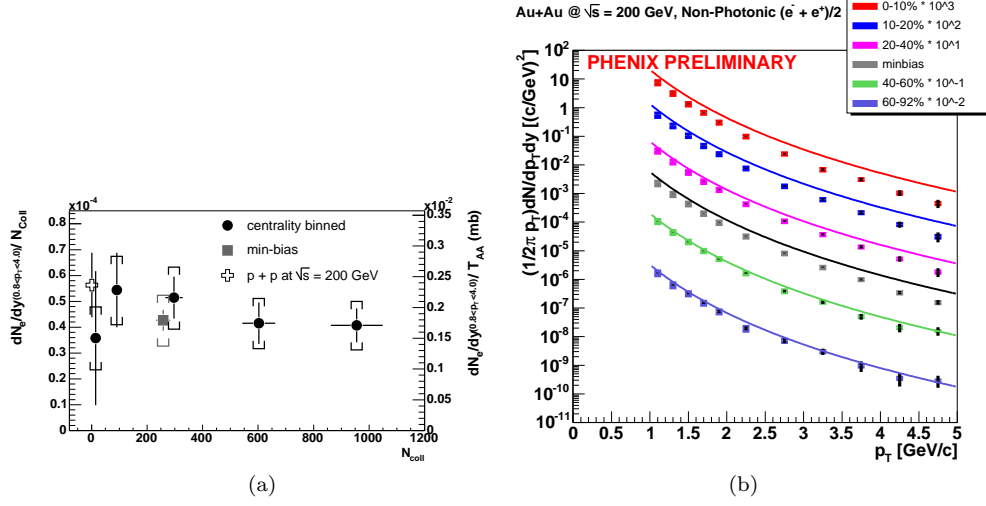 Au+Au @ √s = 200 GeV, Non-Photonic (e⁻ + e⁺)/2
0-10% * 10^3
10-20% * 10^2
20-40% * 10^1
minbias
40-60% * 10^-1
60-92% * 10^-2
PHENIX PRELIMINARY
(1/2π p_T)dN/dp_T dy [(c/GeV)²]
10²
10
1
10⁻¹
10⁻²
10⁻³
10⁻⁴
10⁻⁵
10⁻⁶
10⁻⁷
10⁻⁸
10⁻⁹
10⁻¹⁰
10⁻¹¹
0 0.5 1 1.5 2 2.5 3 3.5 4 4.5 5
p_T [GeV/c]
(b)
×10⁻⁴
dN_e/dy(0.8<p_T<4.0)/ N_Coll
0.8
0.7
0.6
0.5
0.4
0.3
0.2
0.1
0
centrality binned
min-bias
p + p at √s = 200 GeV
×10⁻²
0.35
0.3
0.25
0.2
0.15
0.1
0.05
0
dN_e/dy(0.8<p_T<4.0)/ T_AA (mb)
0 200 400 600 800 1000 1200
N_coll
(a)